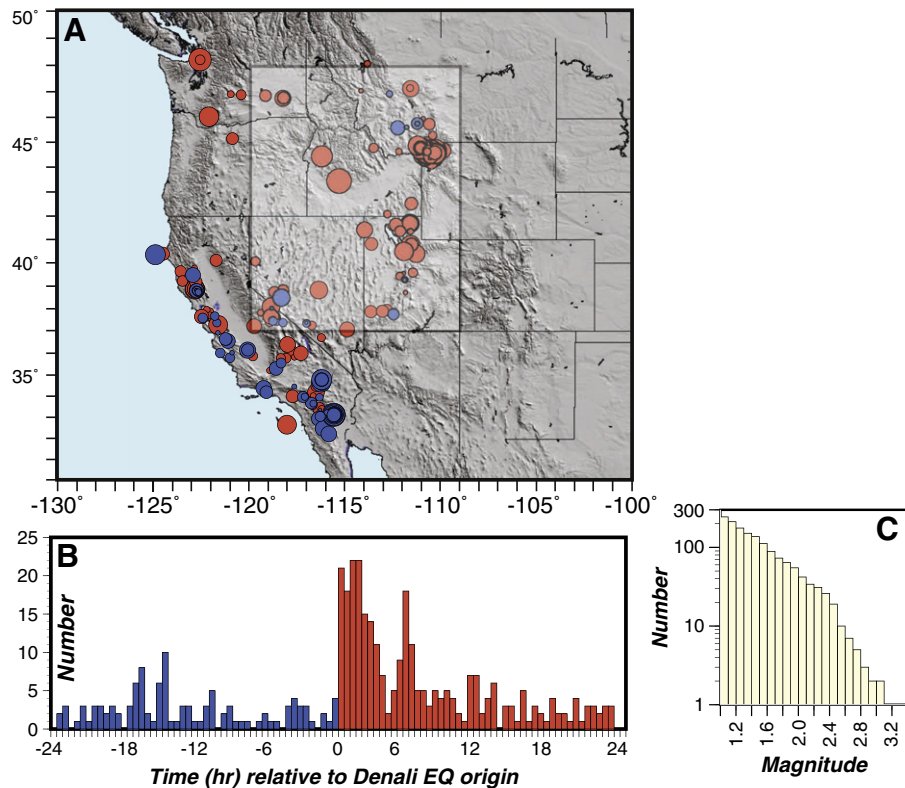 A
50°
45°
40°
35°
-130° -125° -120° -115° -110° -105° -100°
B
25
20
15
10
5
0
Number
-24 -18 -12 -6 0 6 12 18 24
Time (hr) relative to Denali EQ origin
C
300
100
10
1
Number
1.2 1.6 2.0 2.4 2.8 3.2
Magnitude